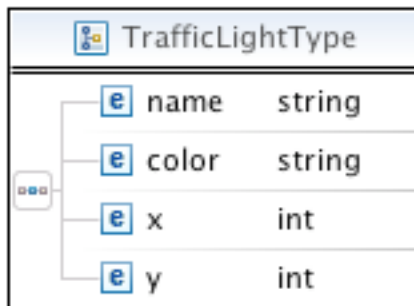 TrafficLightType
e name string
e color string
e x int
e y int